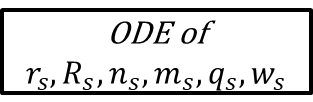 ODE of
r_s, R_s, n_s, m_s, q_s, w_s